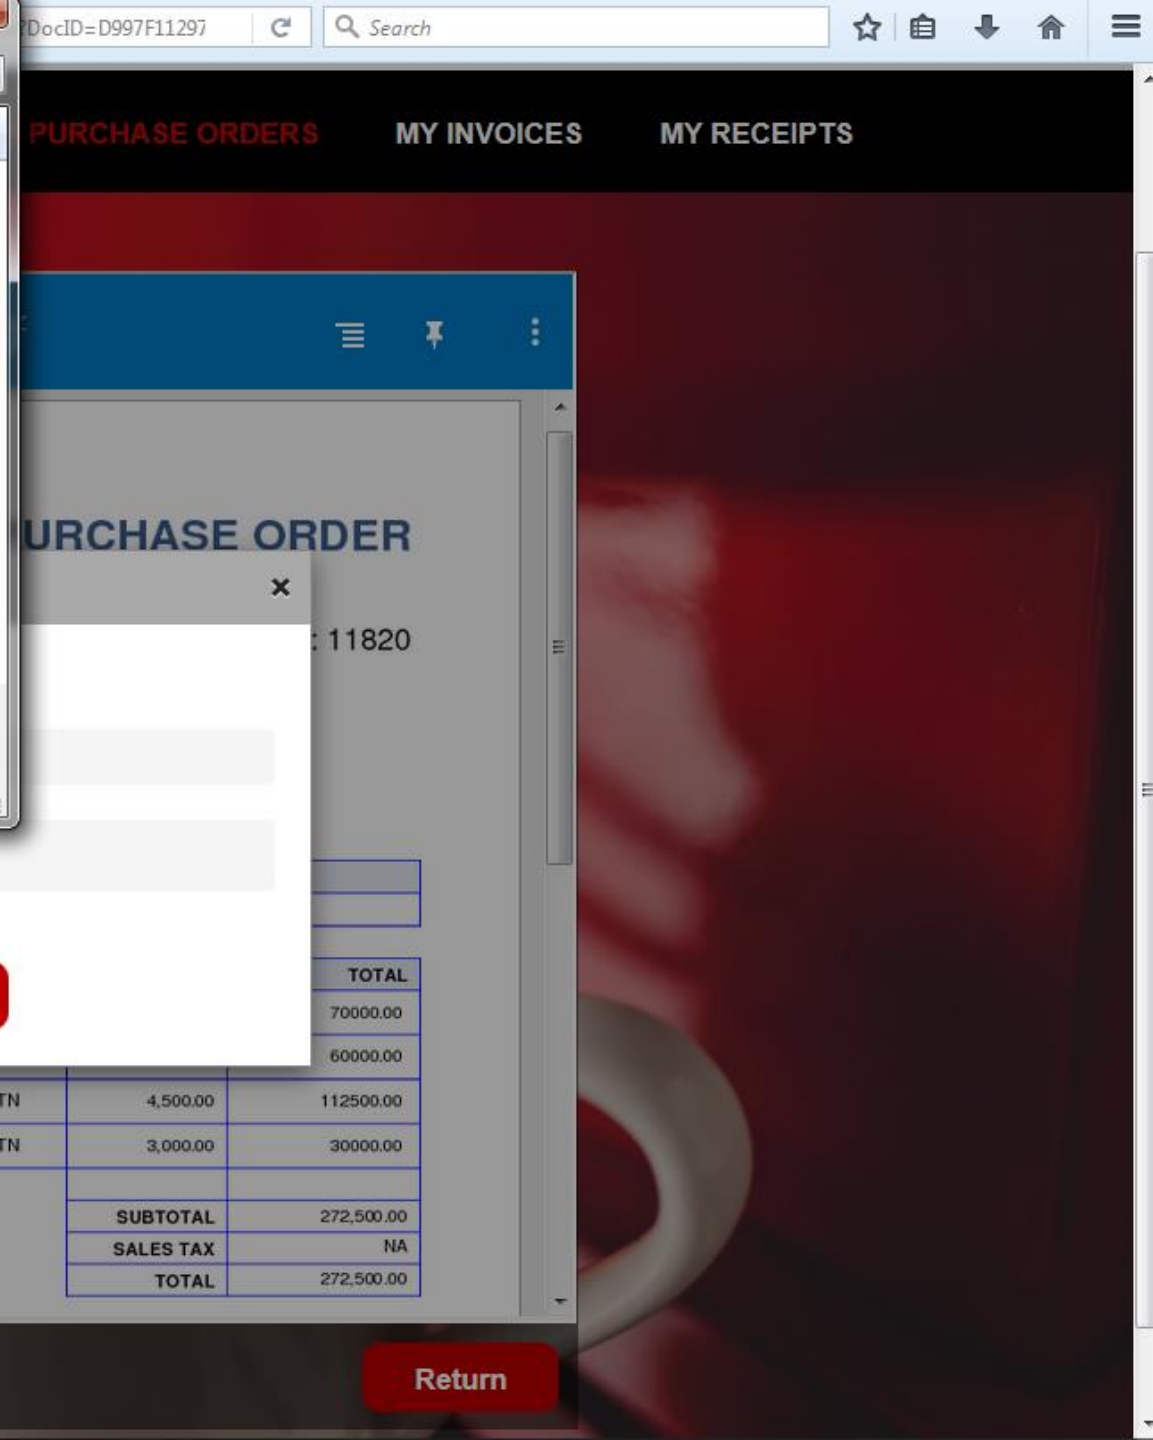 ?DocID=D997F11297
Search
PURCHASE ORDERS MY INVOICES MY RECEIPTS
URCHASE ORDER
: 11820
TOTAL
70000.00
60000.00
TN 4,500.00 112500.00
TN 3,000.00 30000.00
SUBTOTAL 272,500.00
SALES TAX NA
TOTAL 272,500.00
Return